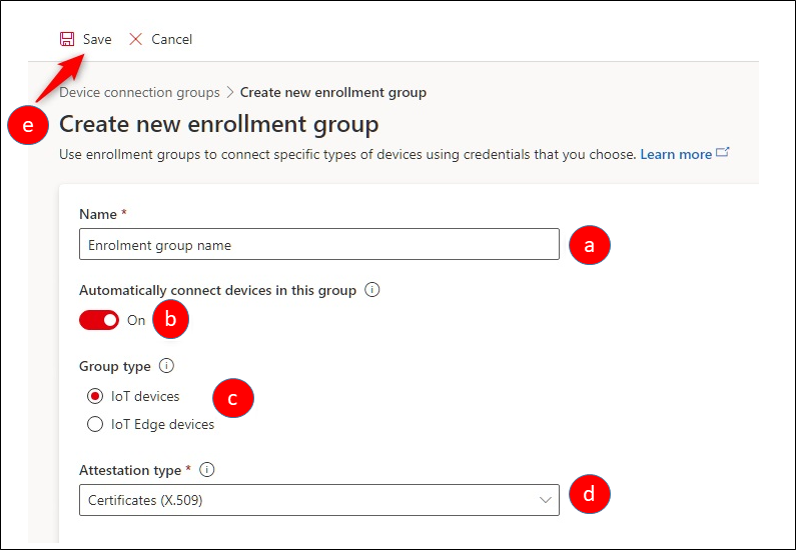 Save Cancel
e
Device connection groups > Create new enrollment group
Create new enrollment group
Use enrollment groups to connect specific types of devices using credentials that you choose. Learn more
Name *
Enrolment group name
a
Automatically connect devices in this group
On
b
Group type
IoT devices
c
IoT Edge devices
Attestation type *
Certificates (X.509)
d